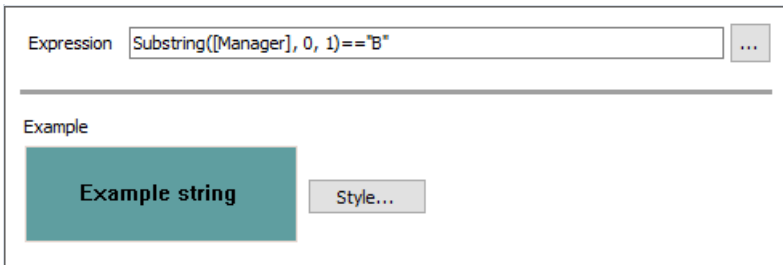 Expression Substring([Manager], 0, 1)=="B" ...
Example
Example string Style...